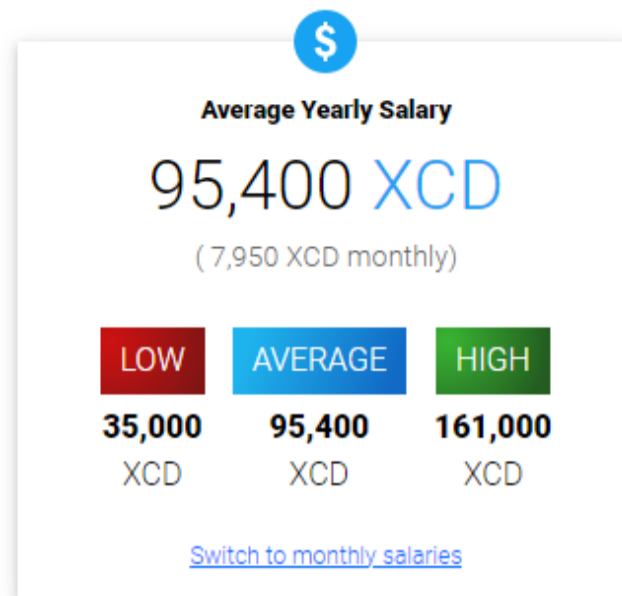 $
Average Yearly Salary
95,400 XCD
( 7,950 XCD monthly)
LOW AVERAGE HIGH
35,000 95,400 161,000
XCD XCD XCD
Switch to monthly salaries